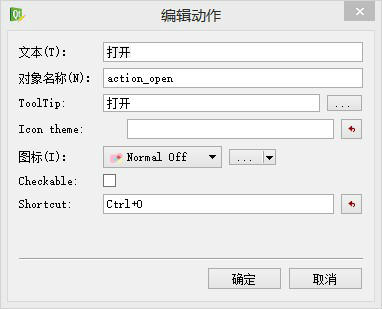 编辑动作
文本(T): 打开
对象名称(N): action_open
ToolTip: 打开 ...
Icon theme:
图标(I): Normal Off ...
Checkable:
Shortcut: Ctrl+O
确定 取消